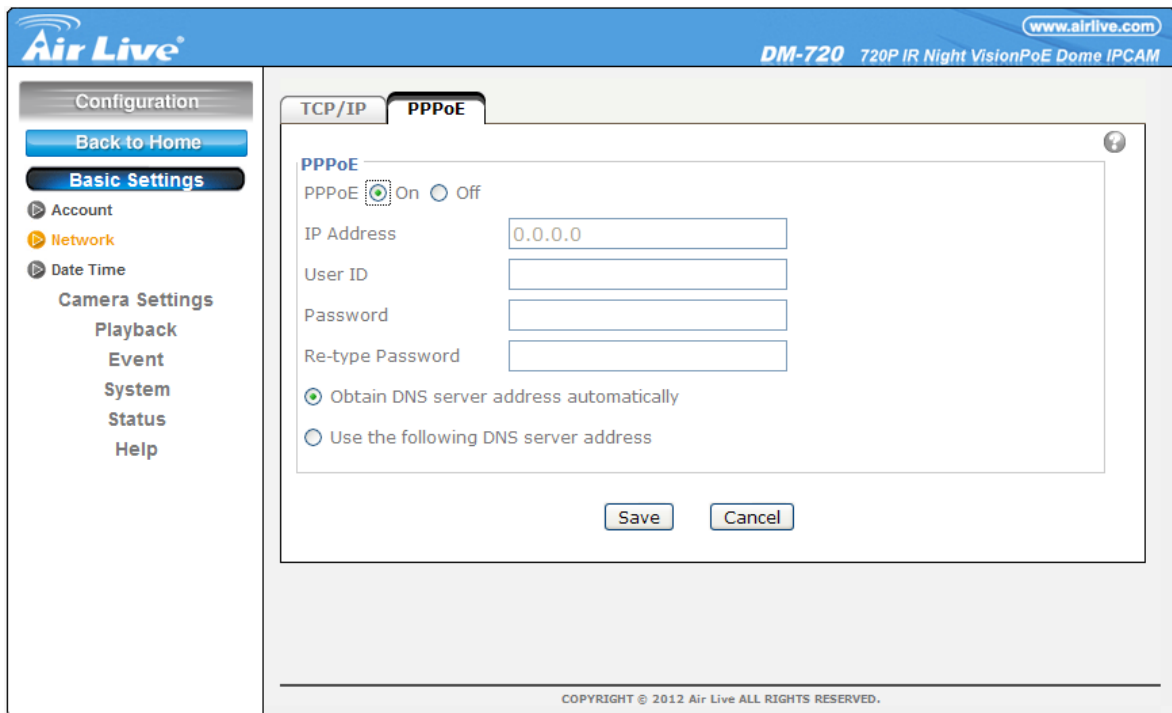 Air Live®
www.airlive.com
DM-720 720P IR Night VisionPoE Dome IPCAM
Configuration
Back to Home
Basic Settings
Account
Network
Date Time
Camera Settings
Playback
Event
System
Status
Help
TCP/IP PPPoE
?
PPPoE
PPPoE On Off
IP Address 0.0.0.0
User ID
Password
Re-type Password
Obtain DNS server address automatically
Use the following DNS server address
Save Cancel
COPYRIGHT © 2012 Air Live ALL RIGHTS RESERVED.